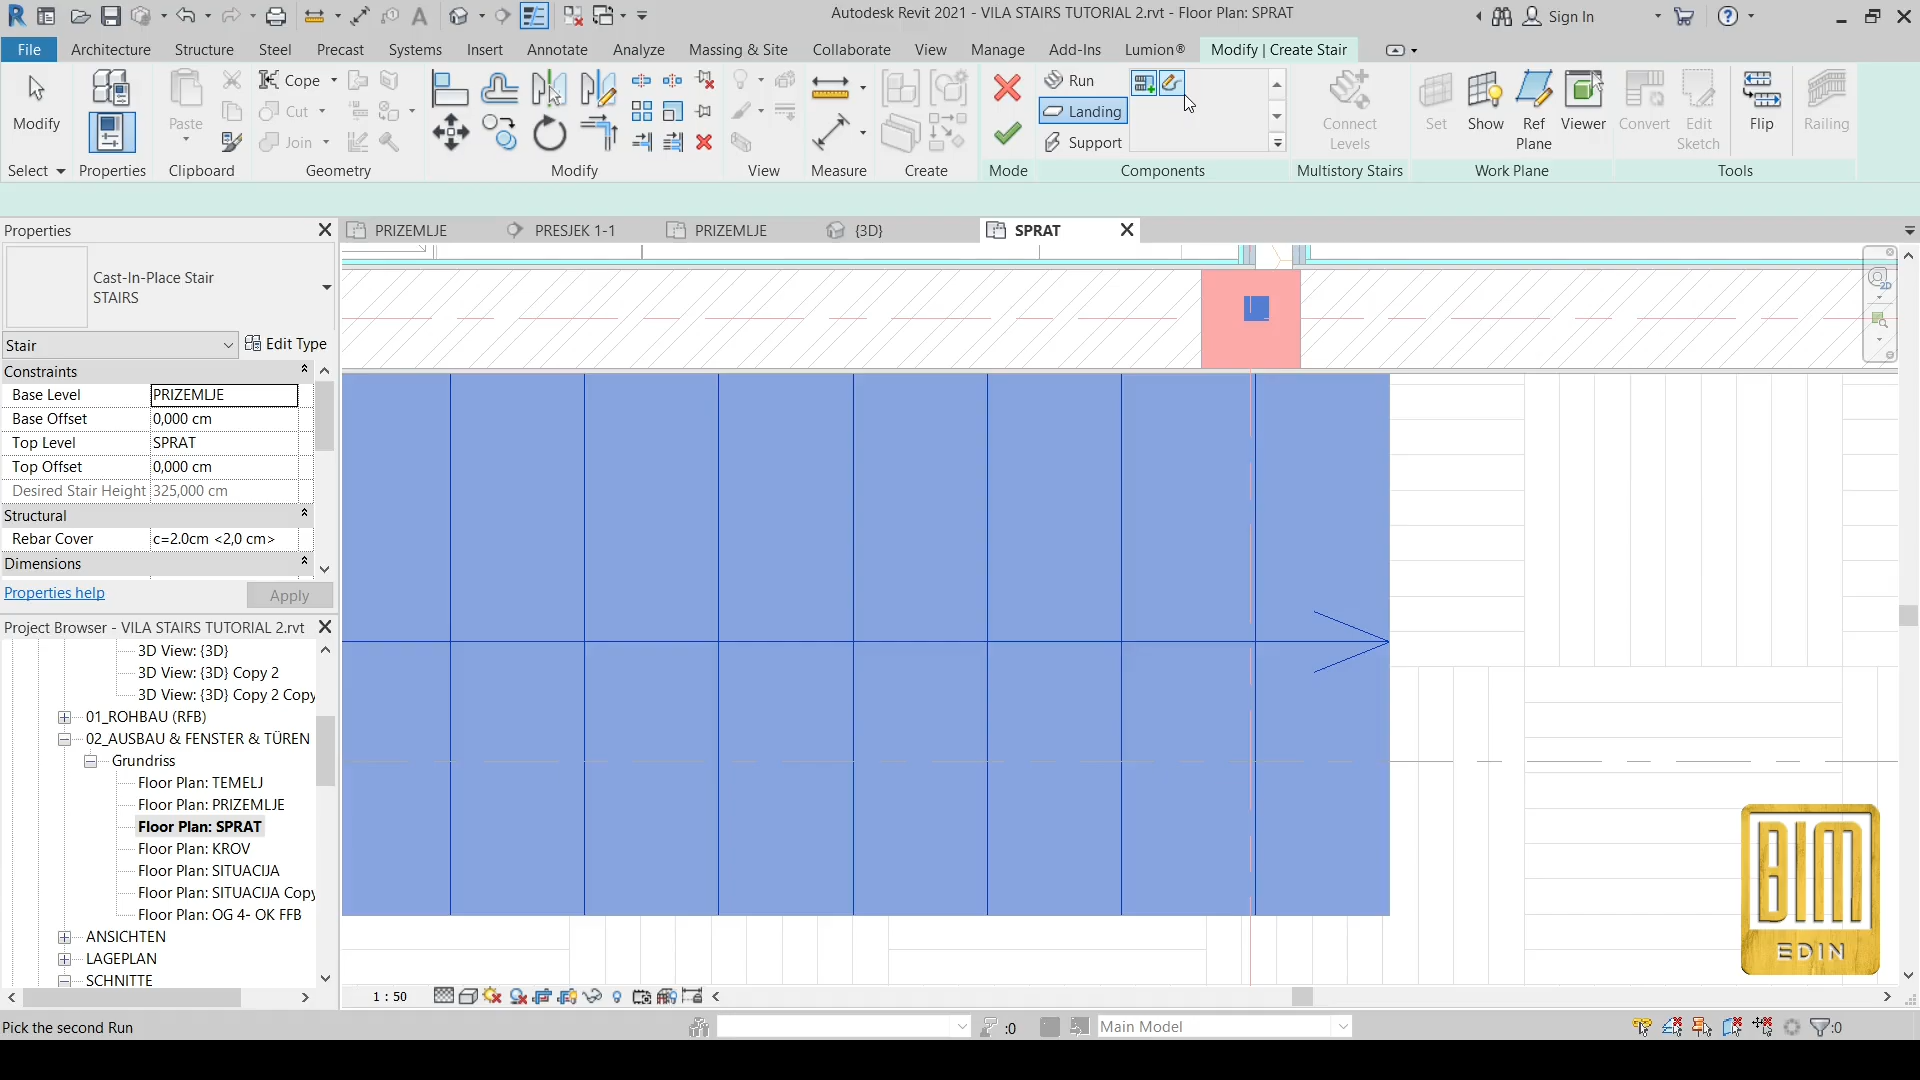 Autodesk Revit 2021 - VILA STAIRS TUTORIAL 2.rvt - Floor Plan: SPRAT
Sign In
File Architecture Structure Steel Precast Systems Insert Annotate Analyze Massing & Site Collaborate View Manage Add-Ins Lumion® Modify | Create Stair
Cope Run
Cut Landing
Join Support
Modify Paste Connect Levels Set Show Ref Plane Viewer Convert Edit Sketch Flip Railing
Select Properties Clipboard Geometry Modify View Measure Create Mode Components Multistory Stairs Work Plane Tools
Properties
PRIZEMLJE PRESJEK 1-1 PRIZEMLJE {3D} SPRAT
2D
Cast-In-Place Stair
STAIRS
Stair Edit Type
Constraints
Base Level PRIZEMLJE
Base Offset 0,000 cm
Top Level SPRAT
Top Offset 0,000 cm
Desired Stair Height 325,000 cm
Structural
Rebar Cover c=2.0cm <2,0 cm>
Dimensions
Properties help Apply
Project Browser - VILA STAIRS TUTORIAL 2.rvt
3D View: {3D}
3D View: {3D} Copy 2
3D View: {3D} Copy 2 Copy
01_ROHBAU (RFB)
02_AUSBAU & FENSTER & TÜREN
Grundriss
Floor Plan: TEMELJ
Floor Plan: PRIZEMLJE
Floor Plan: SPRAT
Floor Plan: KROV
Floor Plan: SITUACIJA
Floor Plan: SITUACIJA Copy
Floor Plan: OG 4- OK FFB
ANSICHTEN
LAGEPLAN
SCHNITTE
BIM
EDIN
1 : 50
Pick the second Run
:0
Main Model
:0